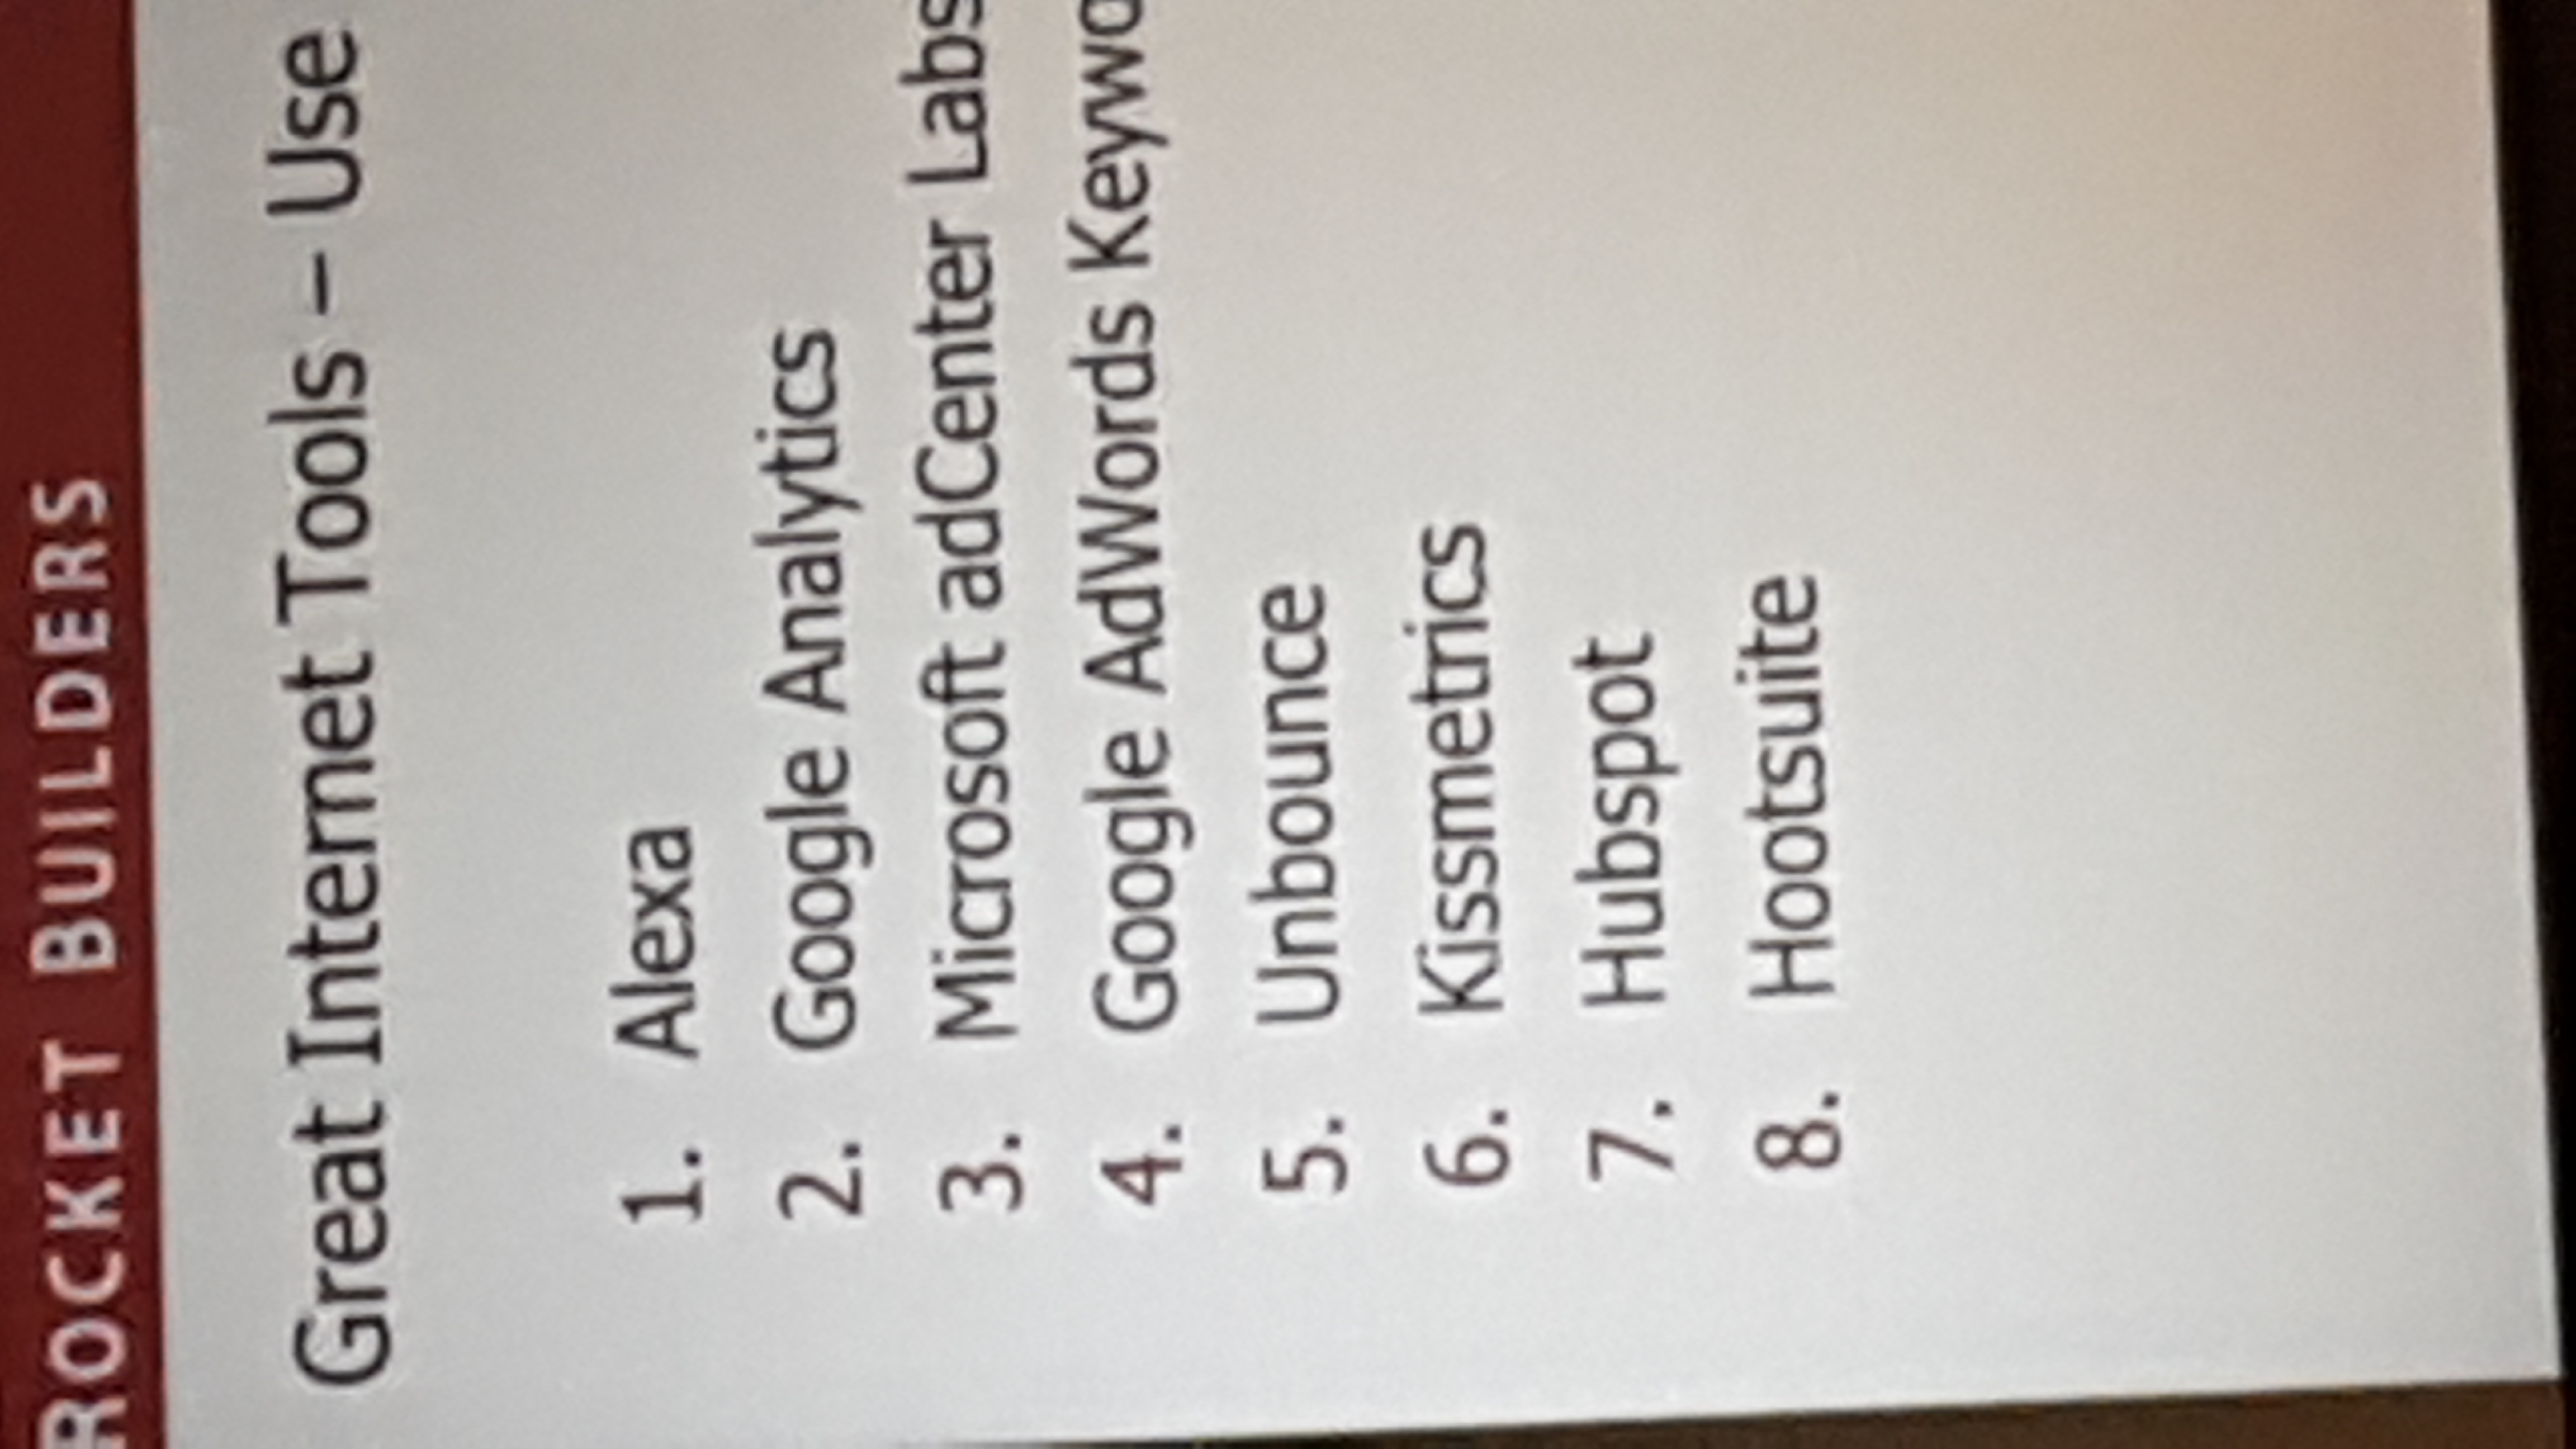 ROCKET BUILDERS
Great Internet Tools – Use
1. Alexa
2. Google Analytics
3. Microsoft adCenter Labs
4. Google AdWords Keywo
5. Unbounce
6. Kissmetrics
7. Hubspot
8. Hootsuite